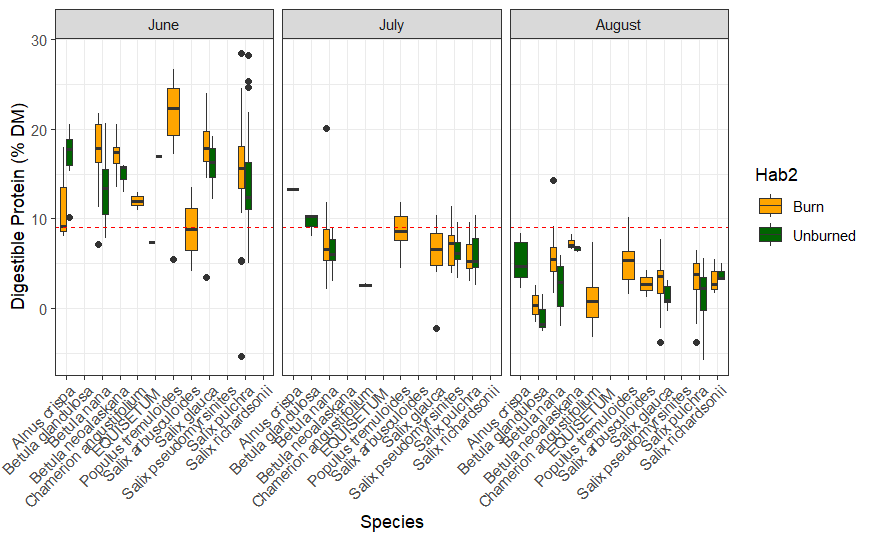 June
July
August
30
20
10
0
Digestible Protein (% DM)
Alnus crispa
Betula glandulosa
Betula nana
Betula neoalaskana
Chamerion angustifolium
EQUISETUM
Populus tremuloides
Salix arbusculoides
Salix glauca
Salix pseudomyrsinites
Salix pulchra
Salix richardsonii
Alnus crispa
Betula glandulosa
Betula nana
Betula neoalaskana
Chamerion angustifolium
EQUISETUM
Populus tremuloides
Salix arbusculoides
Salix glauca
Salix pseudomyrsinites
Salix pulchra
Salix richardsonii
Alnus crispa
Betula glandulosa
Betula nana
Betula neoalaskana
Chamerion angustifolium
EQUISETUM
Populus tremuloides
Salix arbusculoides
Salix glauca
Salix pseudomyrsinites
Salix pulchra
Salix richardsonii
Species
Hab2
Burn
Unburned